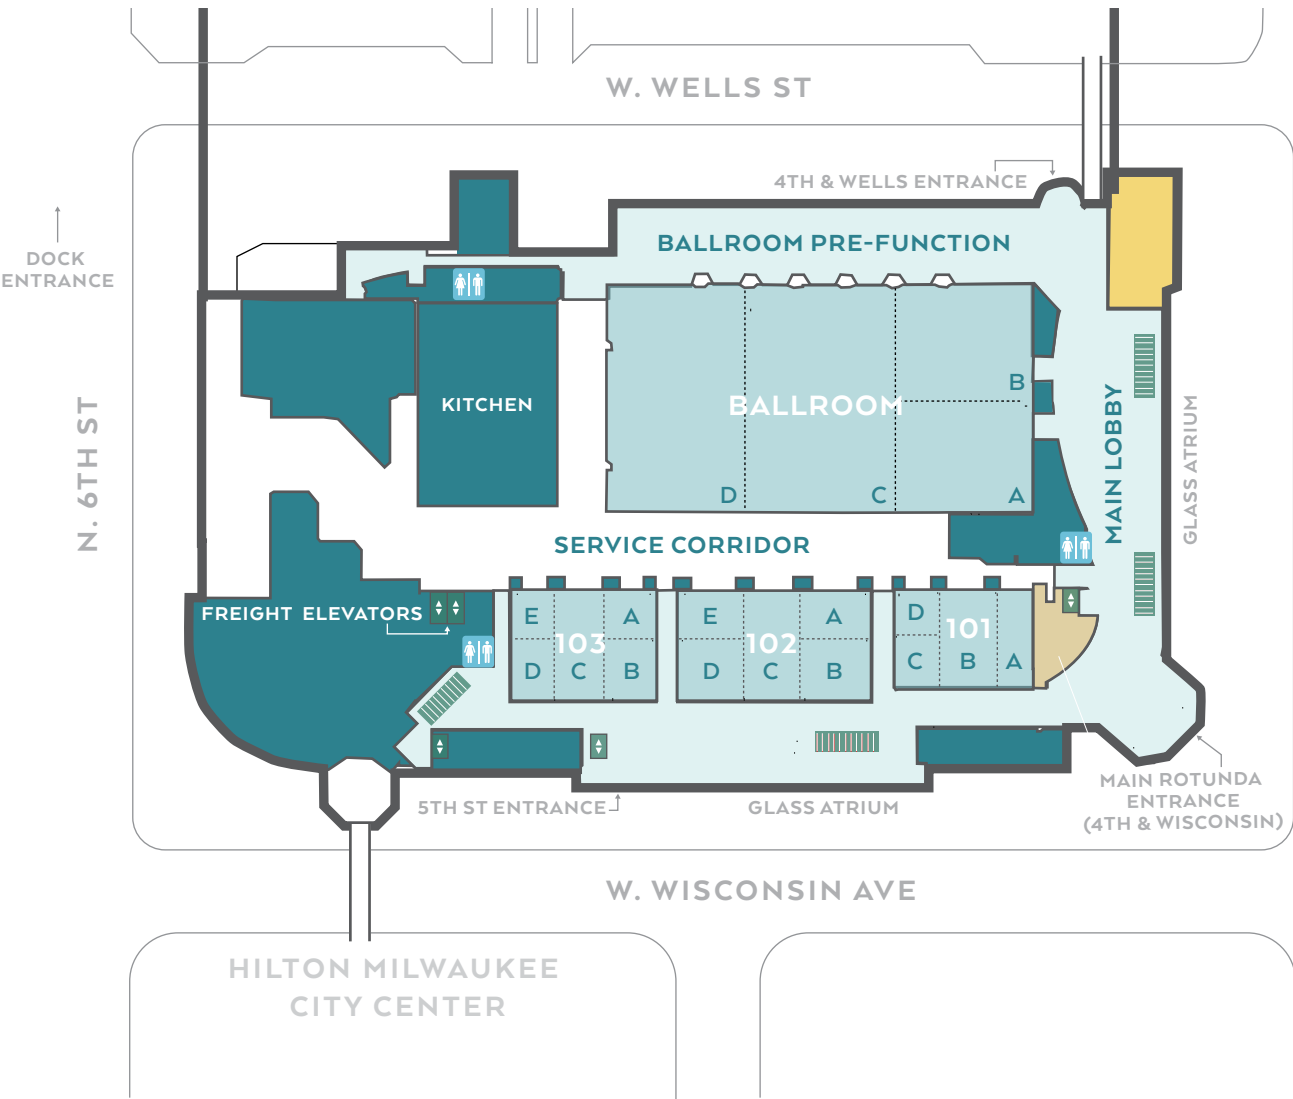 W. WELLS ST
4TH & WELLS ENTRANCE
DOCK
ENTRANCE
BALLROOM PRE-FUNCTION
KITCHEN
BALLROOM
B
D
C
A
MAIN LOBBY
GLASS ATRIUM
N. 6TH ST
SERVICE CORRIDOR
FREIGHT ELEVATORS
E
A
103
D
C
B
E
A
102
D
C
B
D
101
C
B
A
5TH ST ENTRANCE
GLASS ATRIUM
MAIN ROTUNDA
ENTRANCE
(4TH & WISCONSIN)
W. WISCONSIN AVE
HILTON MILWAUKEE
CITY CENTER